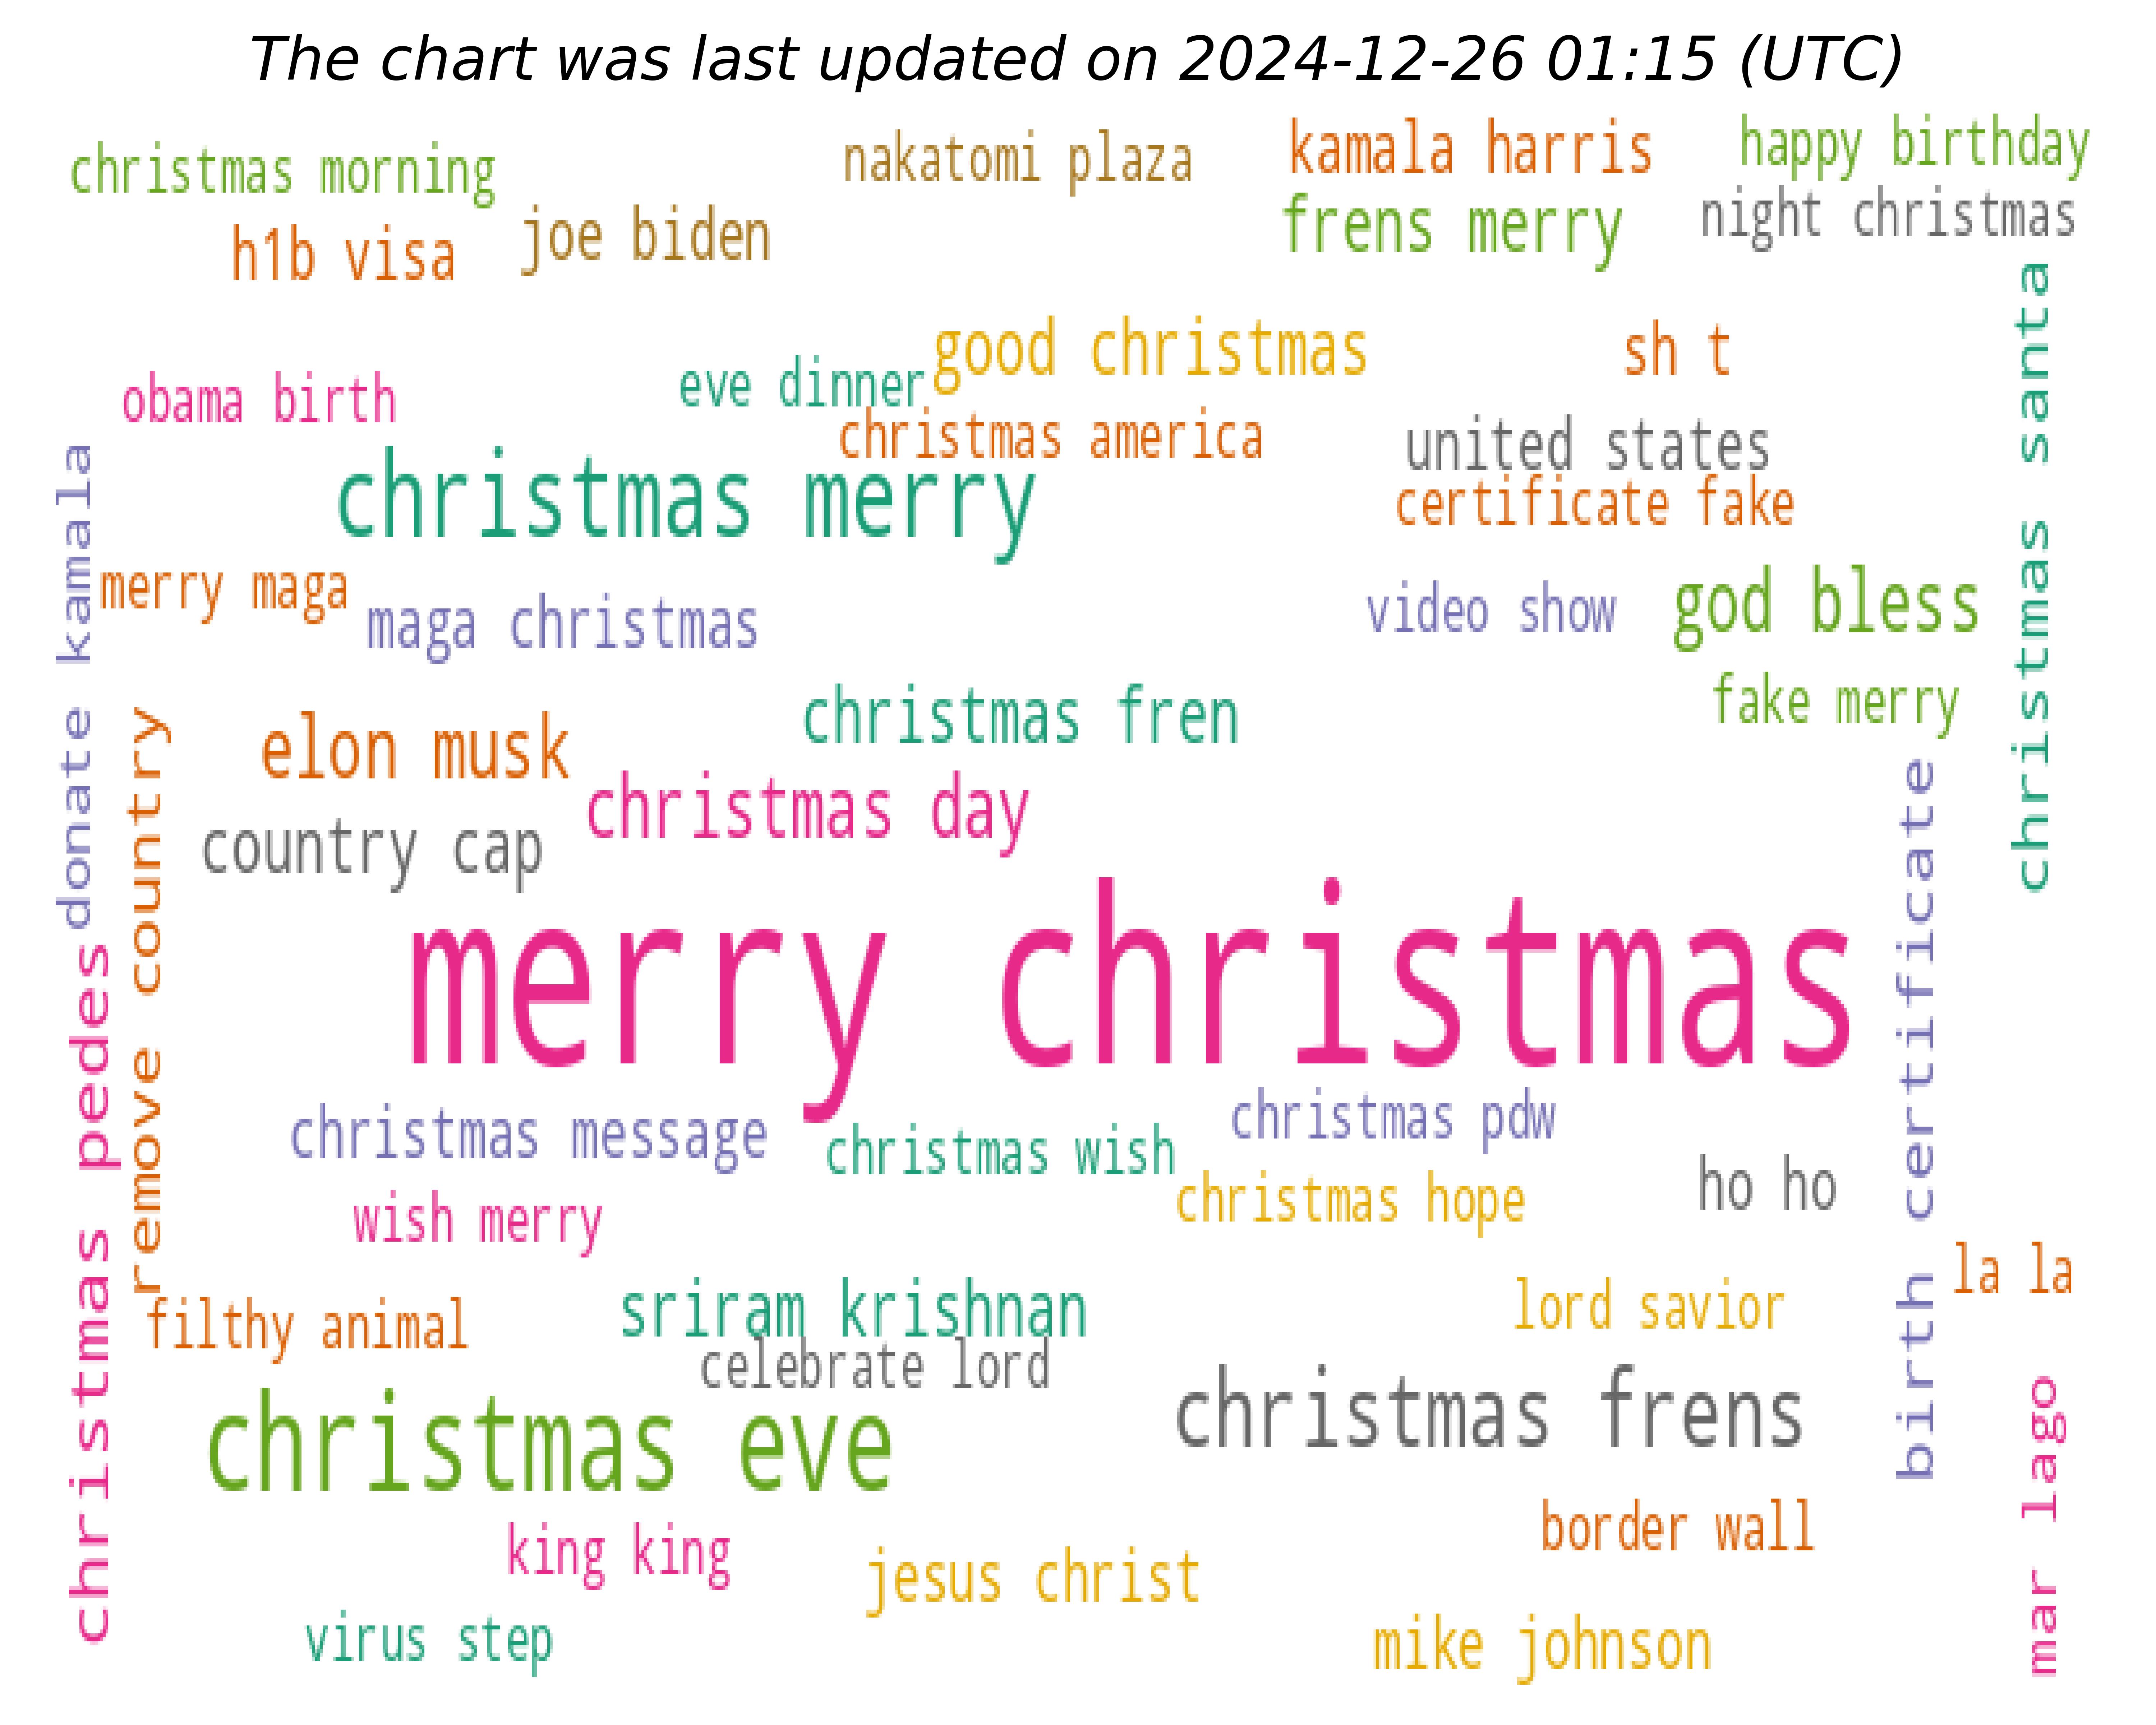 The chart was last updated on 2024-12-26 01:15 (UTC)
christmas morning
nakatomi plaza
kamala harris
happy birthday
h1b visa
joe biden
frens merry
night christmas
christmas santa
good christmas
sh t
obama birth
eve dinner
christmas america
united states
christmas merry
certificate fake
donate kamala
merry maga
maga christmas
video show
god bless
christmas fren
fake merry
elon musk
christmas day
remove country
country cap
merry christmas
birth certificate
christmas pedes
christmas message
christmas wish
christmas pdw
wish merry
christmas hope
ho ho
la la
filthy animal
sriram krishnan
lord savior
celebrate lord
christmas eve
christmas frens
mar lago
border wall
king king
jesus christ
virus step
mike johnson